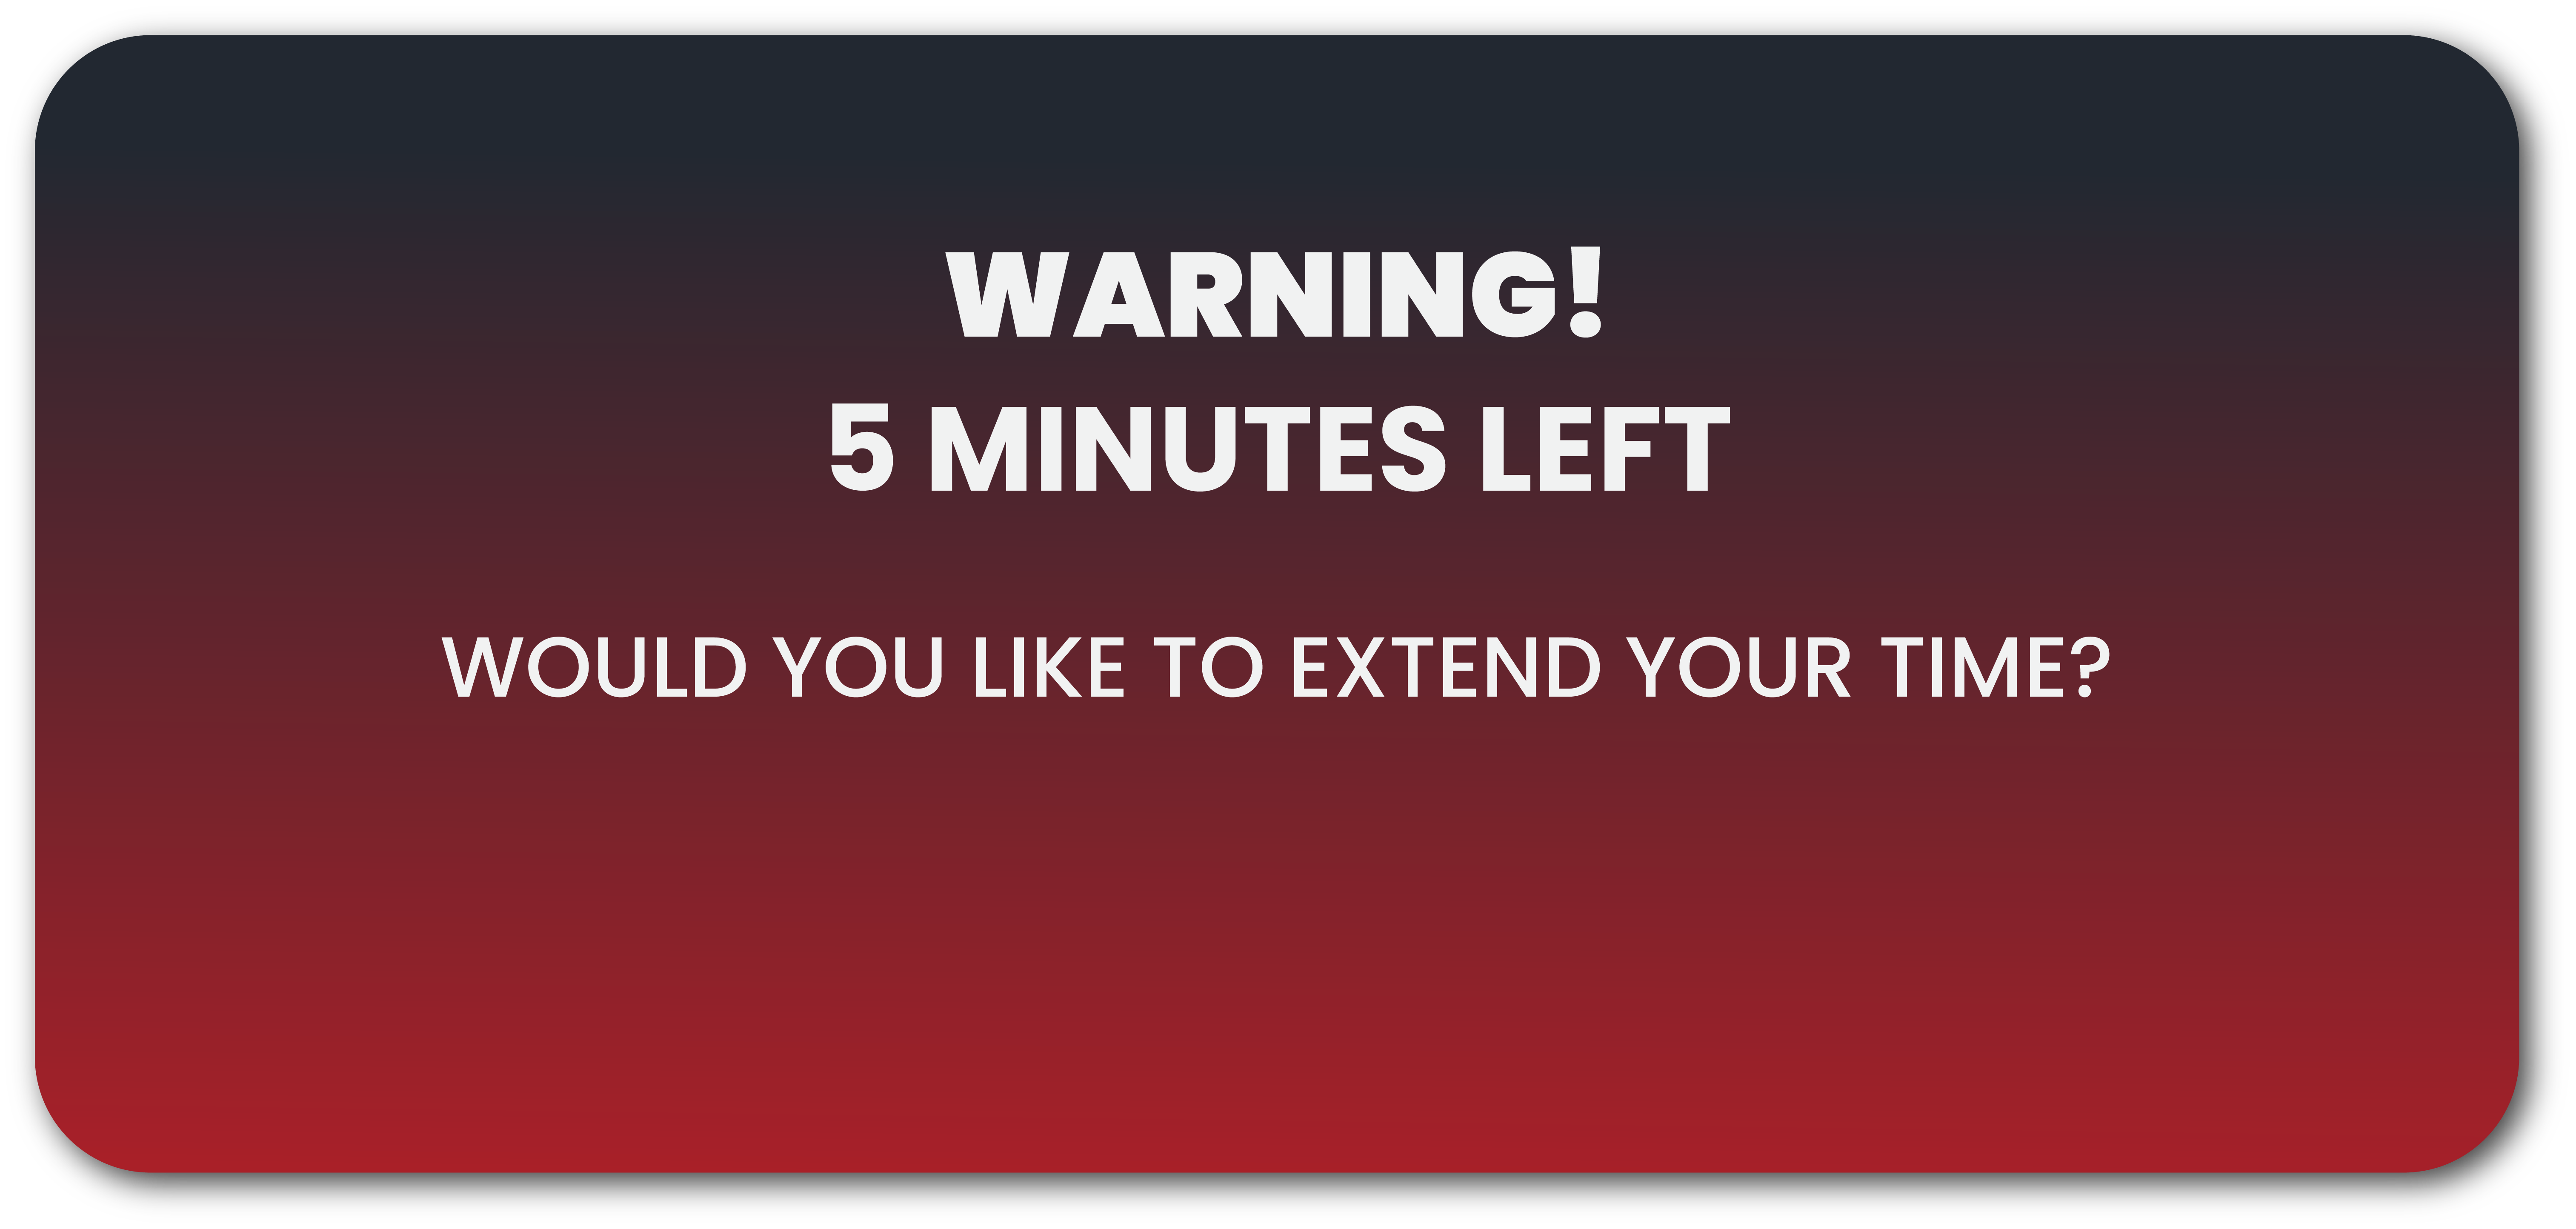 WARNING!
5 MINUTES LEFT
WOULD YOU LIKE TO EXTEND YOUR TIME?